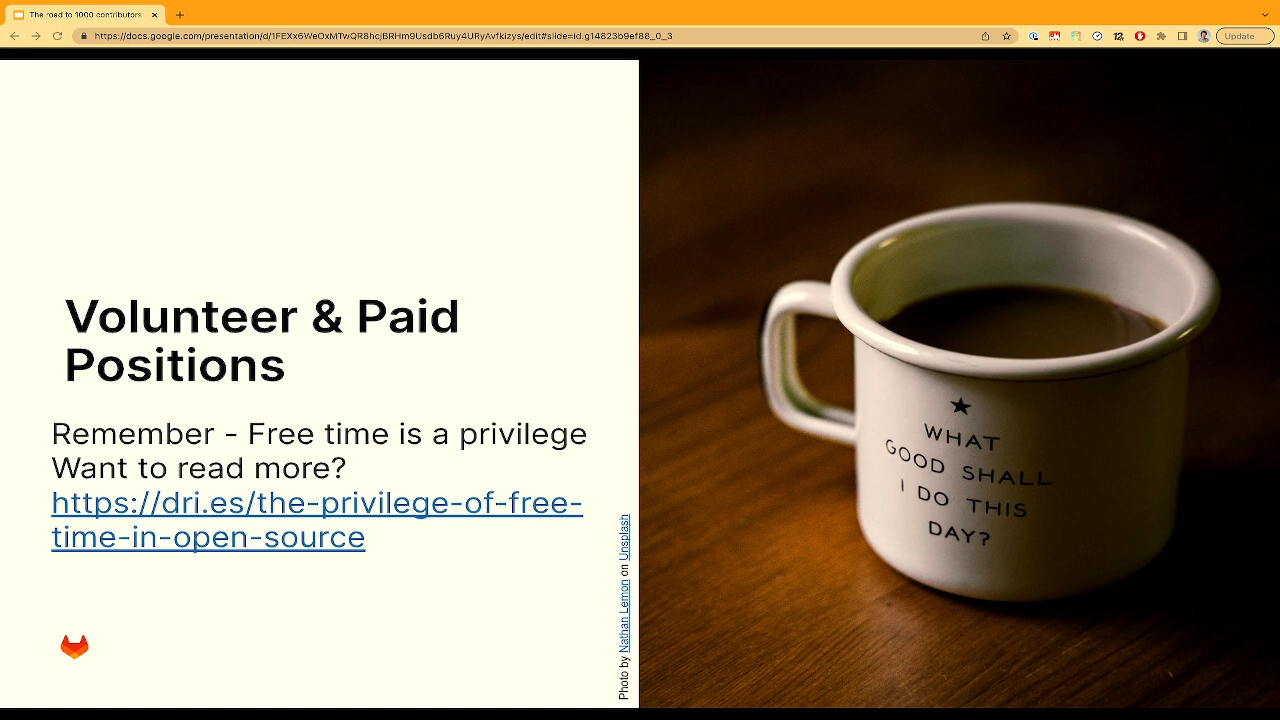 The road to 1000 contributors
https://docs.google.com/presentation/d/1FEXx6WeOxMTwQR8hcjBRHm9Usdb6Ruy4URyAvfkizys/edit#slide=id.g14823b9ef88_0_3
Update
Volunteer & Paid
Positions
Remember - Free time is a privilege
Want to read more?
https://dri.es/the-privilege-of-free-
time-in-open-source
Photo by Nathan Lemon on Unsplash
WHAT
GOOD SHALL
I DO THIS
DAY?